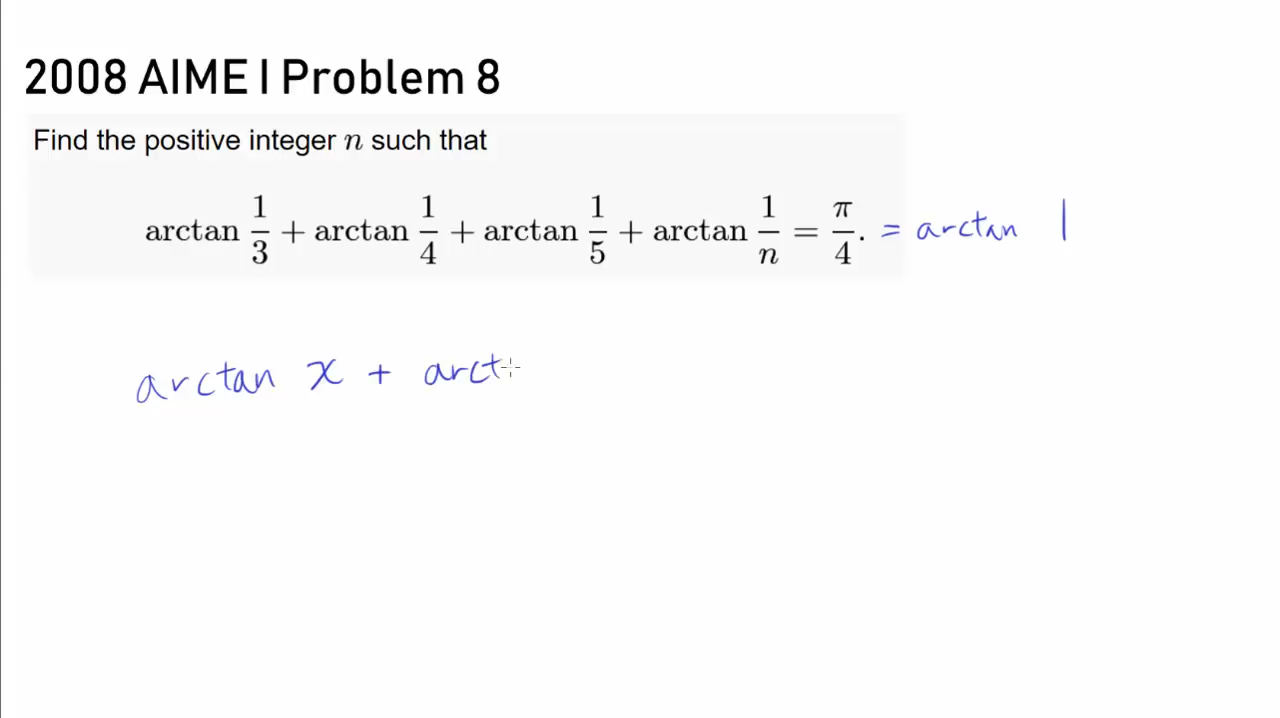 2008 AIME I Problem 8
Find the positive integer n such that
arctan 1/3 + arctan 1/4 + arctan 1/5 + arctan 1/n = π/4. = arctan 1
arctan x + arct